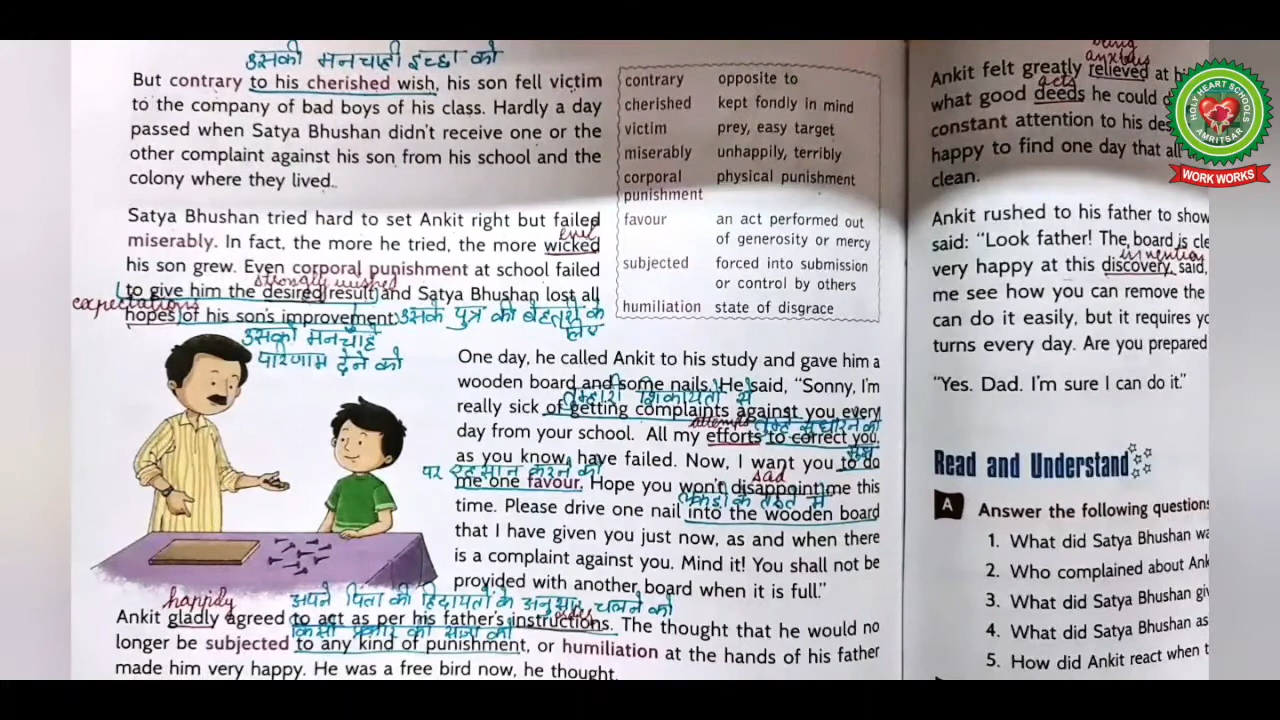 उसकी मनचाही इच्छा को
But contrary to his cherished wish, his son fell victim
to the company of bad boys of his class. Hardly a day
passed when Satya Bhushan didn't receive one or the
other complaint against his son from his school and the
colony where they lived.
Satya Bhushan tried hard to set Ankit right but failed
evil
miserably. In fact, the more he tried, the more wicked
his son grew. Even corporal punishment at school failed
strongly wished
to give him the desired result and Satya Bhushan lost all
expectations
hopes of his son's improvement. उसके पुत्र की बेहतरी के
लिए
उसको मनचाहे
परिणाम देने को
contrary opposite to
cherished kept fondly in mind
victim prey, easy target
miserably unhappily, terribly
corporal physical punishment
punishment
favour an act performed out
of generosity or mercy
subjected forced into submission
or control by others
humiliation state of disgrace
One day, he called Ankit to his study and gave him a
wooden board and some nails. He said, "Sonny, I'm
तुम्हारी शिकायतों से
really sick of getting complaints against you every
attempts तुम्हें सुधारने की
day from your school. All my efforts to correct you,
as you know, have failed. Now, I want you to do
पर एहसान करने को sad
me one favour. Hope you won't disappoint me this
लकड़ी के तख्ते में
time. Please drive one nail into the wooden board
that I have given you just now, as and when there
is a complaint against you. Mind it! You shall not be
provided with another board when it is full."
happily अपने पिता की हिदायतों के अनुसार चलने को
Ankit gladly agreed to act as per his father's instructions. The thought that he would no
किसी प्रकार की सजा को
longer be subjected to any kind of punishment, or humiliation at the hands of his father
made him very happy. He was a free bird now, he thought.
being
anxious
Ankit felt greatly relieved at
acts
what good deeds he could
constant attention to his
happy to find one day that all
clean.
Ankit rushed to his father to show
said: "Look father! The board is
invention
very happy at this discovery, said,
me see how you can remove the
can do it easily, but it requires
turns every day. Are you prepared
"Yes. Dad. I'm sure I can do it."
Read and Understand
A Answer the following questions
1. What did Satya Bhushan
2. Who complained about
3. What did Satya Bhushan
4. What did Satya Bhushan
5. How did Ankit react when
HOLY HEART SCHOOLS
AMRITSAR
WORK WORKS